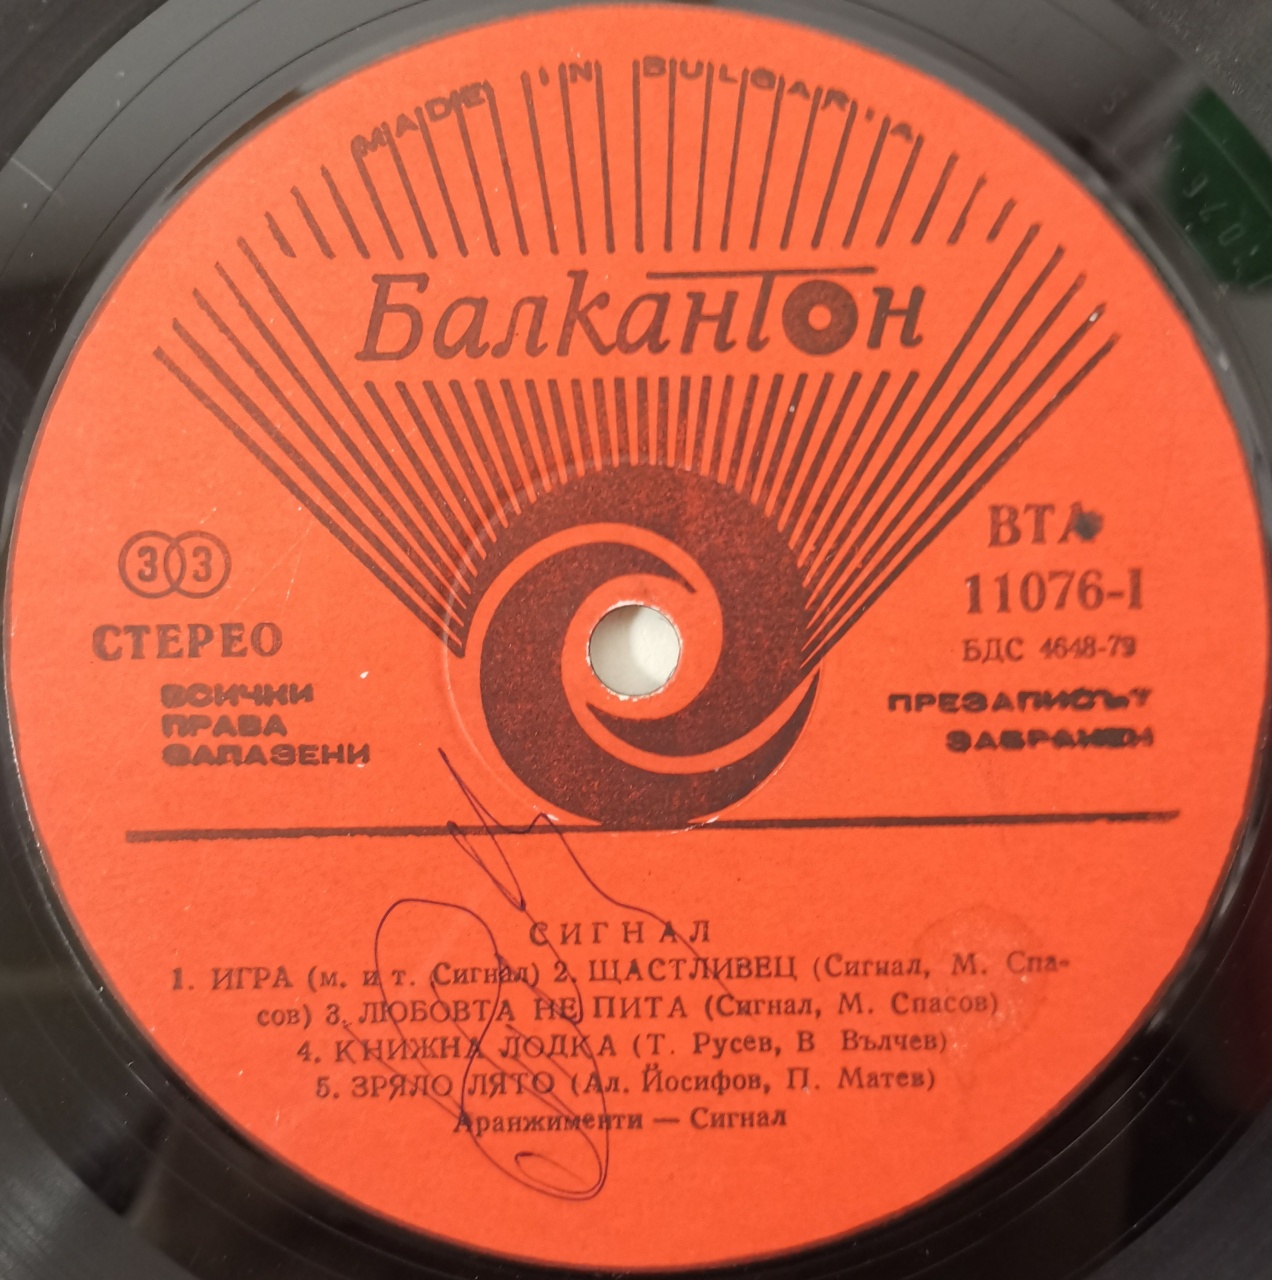 MADE IN BULGARIA
Балкантон
33
СТЕРЕО
ВСИЧКИ
ПРАВА
ЗАПАЗЕНИ
ВТА
11076-I
БДС 4648-79
ПРЕЗАПИСЪТ
ЗАБРАНЕН
СИГНАЛ
1. ИГРА (м. и т. Сигнал) 2. ЩАСТЛИВЕЦ (Сигнал, М. Спа-
сов) 3. ЛЮБОВТА НЕ ПИТА (Сигнал, М. Спасов)
4. КНИЖНА ЛОДКА (Т. Русев, В Вълчев)
5. ЗРЯЛО ЛЯТО (Ал. Йосифов, П. Матев)
Аранжименти — Сигнал